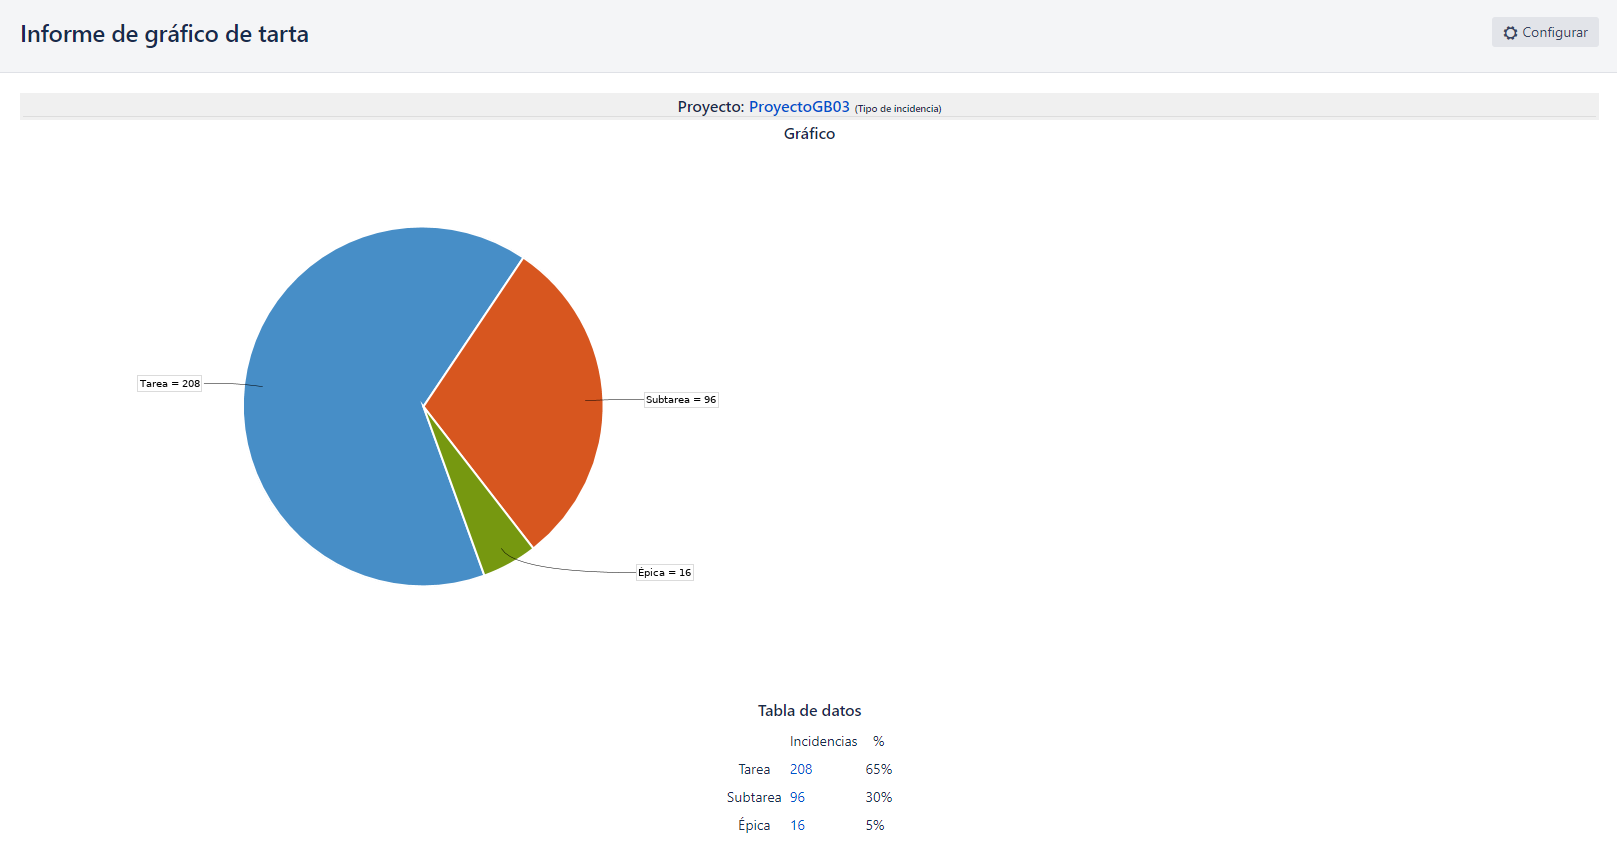 Informe de gráfico de tarta
Configurar
Proyecto: ProyectoGB03 (Tipo de incidencia)
Gráfico
Tarea = 208
Subtarea = 96
Épica = 16
Tabla de datos
Incidencias %
Tarea 208 65%
Subtarea 96 30%
Épica 16 5%